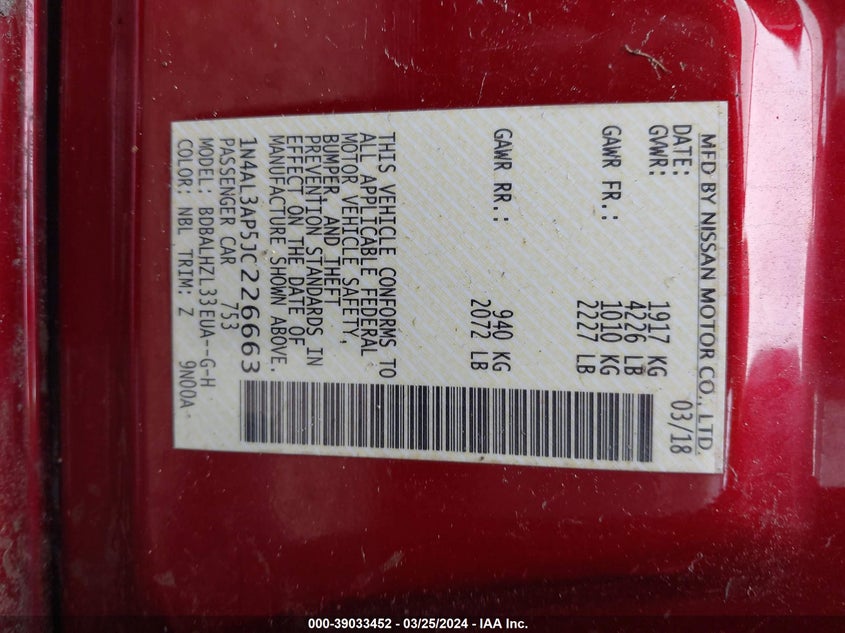 MFD BY NISSAN MOTOR CO., LTD.
DATE: 03/18
GVWR: 1917 KG
4226 LB
GAWR FR.: 1010 KG
2227 LB
GAWR RR.: 940 KG
2072 LB
THIS VEHICLE CONFORMS TO
ALL APPLICABLE FEDERAL
MOTOR VEHICLE SAFETY,
BUMPER, AND THEFT
PREVENTION STANDARDS IN
EFFECT ON THE DATE OF
MANUFACTURE SHOWN ABOVE.
1N4AL3AP5JC226663
PASSENGER CAR 753
MODEL: BDBALHZL33EUA--G-H
COLOR: NBL TRIM: Z 9N00A
000-39033452 - 03/25/2024 - IAA Inc.